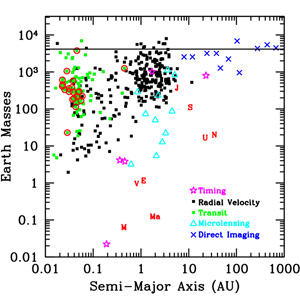 10⁴
10³
100
10
1
0.1
0.01
Earth Masses
J
S
U N
V E
M Ma
Timing
Radial Velocity
Transit
Microlensing
Direct Imaging
0.01 0.1 1 10 100 10³
Semi-Major Axis (AU)